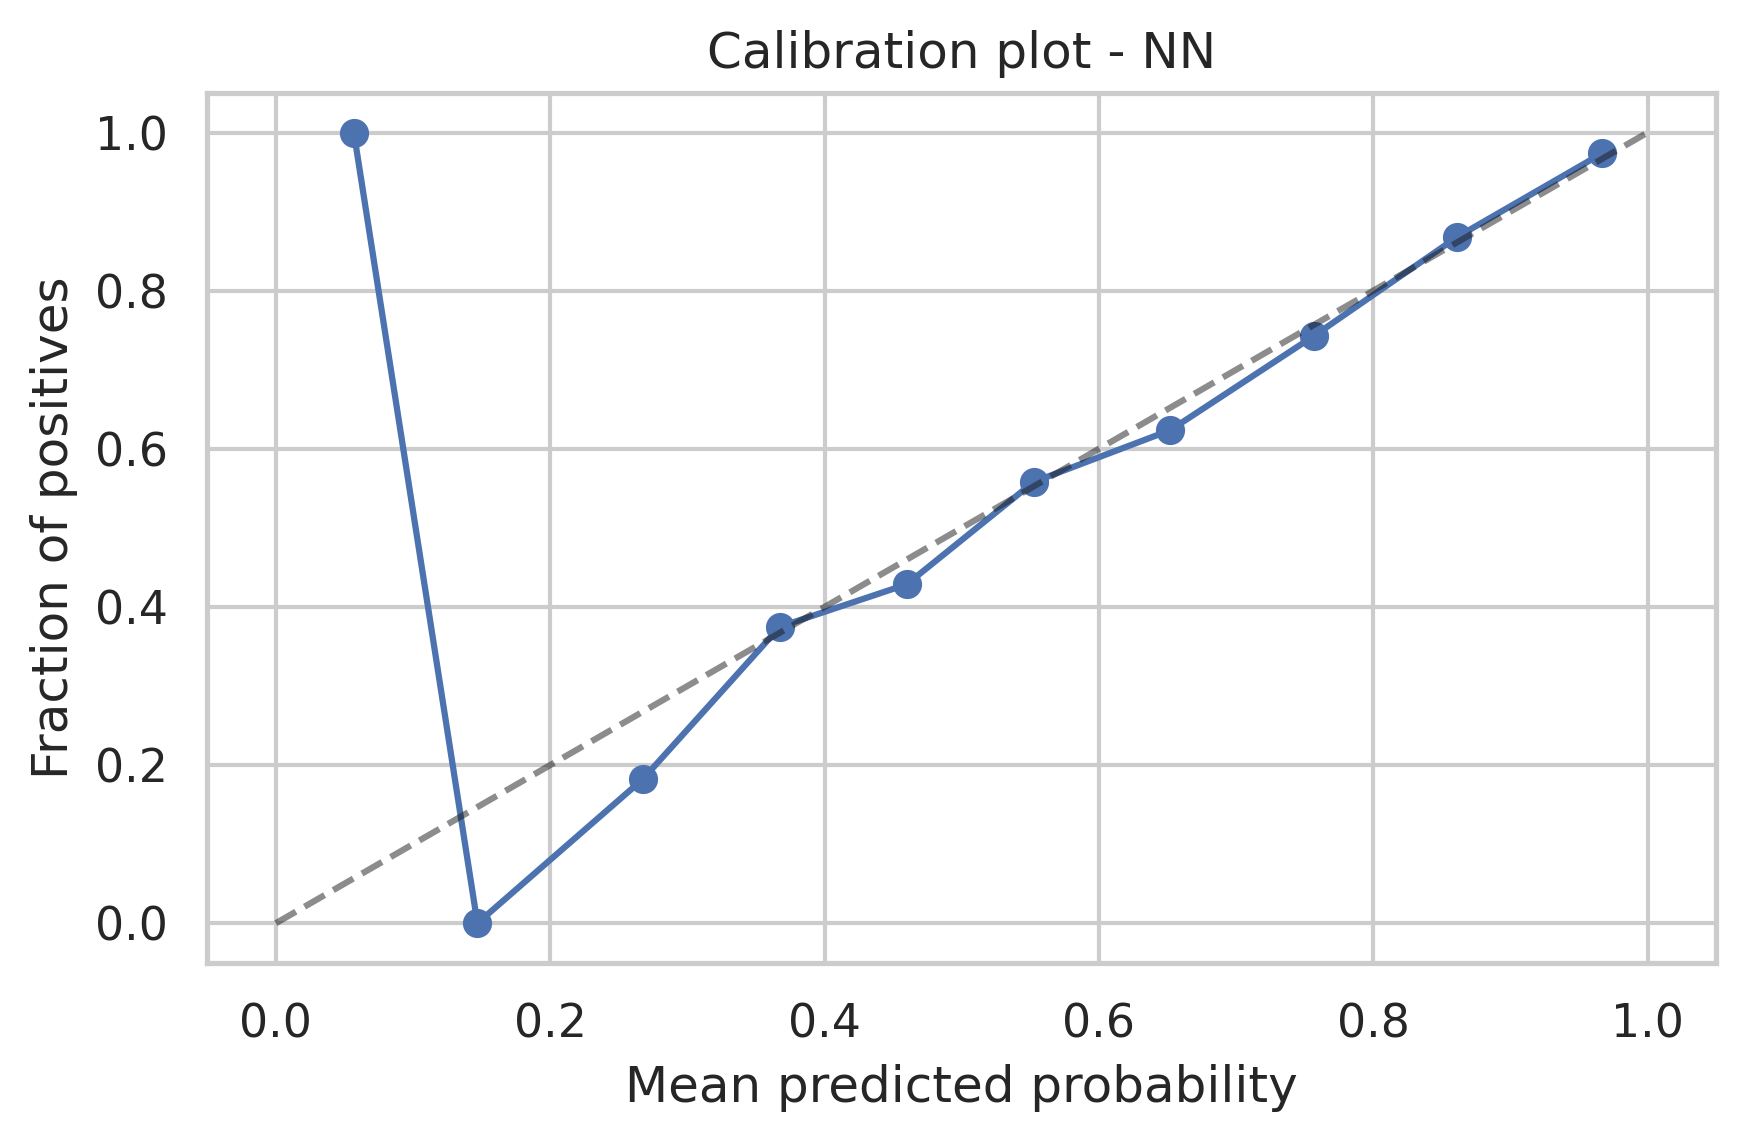 Calibration plot - NN
1.0
0.8
0.6
0.4
0.2
0.0
Fraction of positives
0.0 0.2 0.4 0.6 0.8 1.0
Mean predicted probability